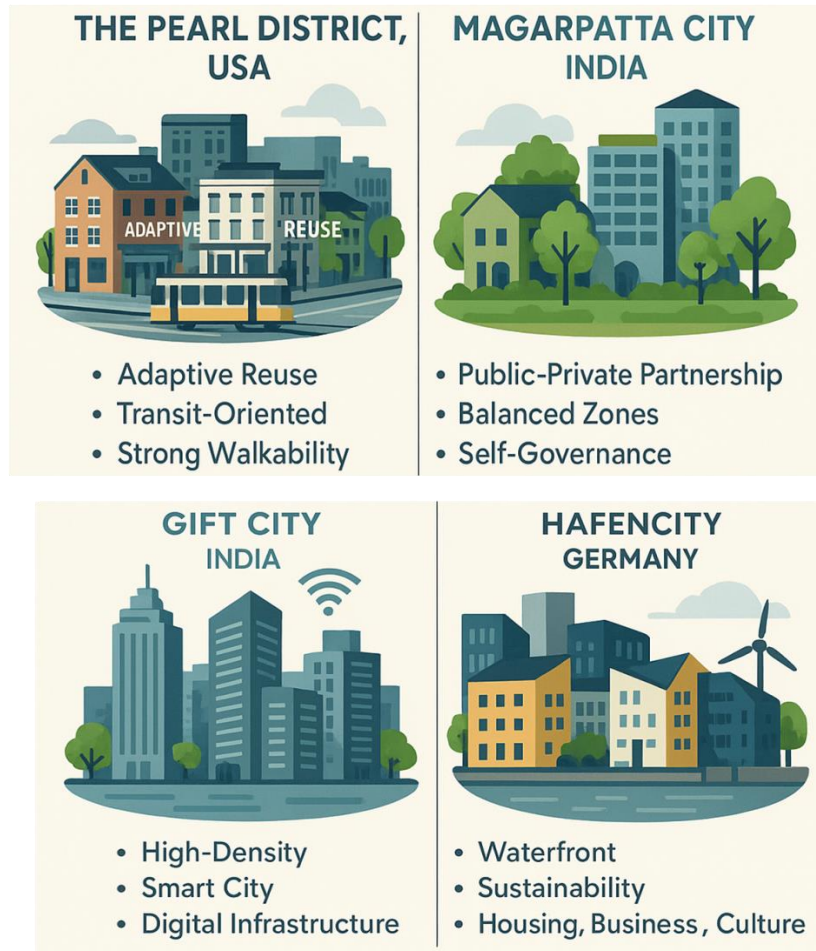 THE PEARL DISTRICT,
USA
ADAPTIVE REUSE
• Adaptive Reuse
• Transit-Oriented
• Strong Walkability
MAGARPATTA CITY
INDIA
• Public-Private Partnership
• Balanced Zones
• Self-Governance
GIFT CITY
INDIA
• High-Density
• Smart City
• Digital Infrastructure
HAFENCITY
GERMANY
• Waterfront
• Sustainability
• Housing, Business, Culture